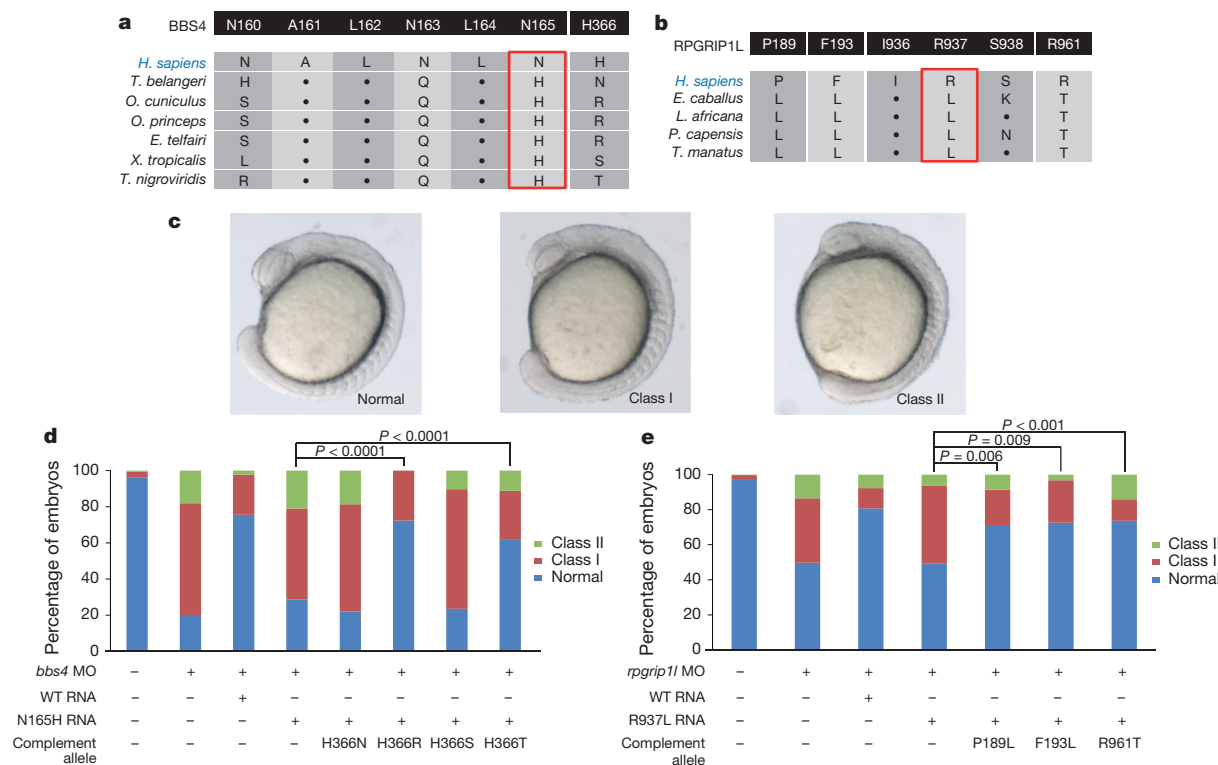 a
BBS4 N160 A161 L162 N163 L164 N165 H366
H. sapiens N A L N L N H
T. belangeri H • • Q • H N
O. cuniculus S • • Q • H R
O. princeps S • • Q • H R
E. telfairi S • • Q • H R
X. tropicalis L • • Q • H S
T. nigroviridis R • • Q • H T
b
RPGRIP1L P189 F193 I936 R937 S938 R961
H. sapiens P F I R S R
E. caballus L L • L K T
L. africana L L • L • T
P. capensis L L • L N T
T. manatus L L • L • T
c
Normal
Class I
Class II
d
P < 0.0001
P < 0.0001
Percentage of embryos
100
80
60
40
20
0
Class II
Class I
Normal
bbs4 MO – + + + + + + +
WT RNA – – + – – – – –
N165H RNA – – – + + + + +
Complement – – – – H366N H366R H366S H366T
allele
e
P < 0.001
P = 0.009
P = 0.006
Percentage of embryos
100
80
60
40
20
0
Class II
Class I
Normal
rpgrip1l MO – + + + + + +
WT RNA – – + – – – –
R937L RNA – – – + + + +
Complement – – – – P189L F193L R961T
allele